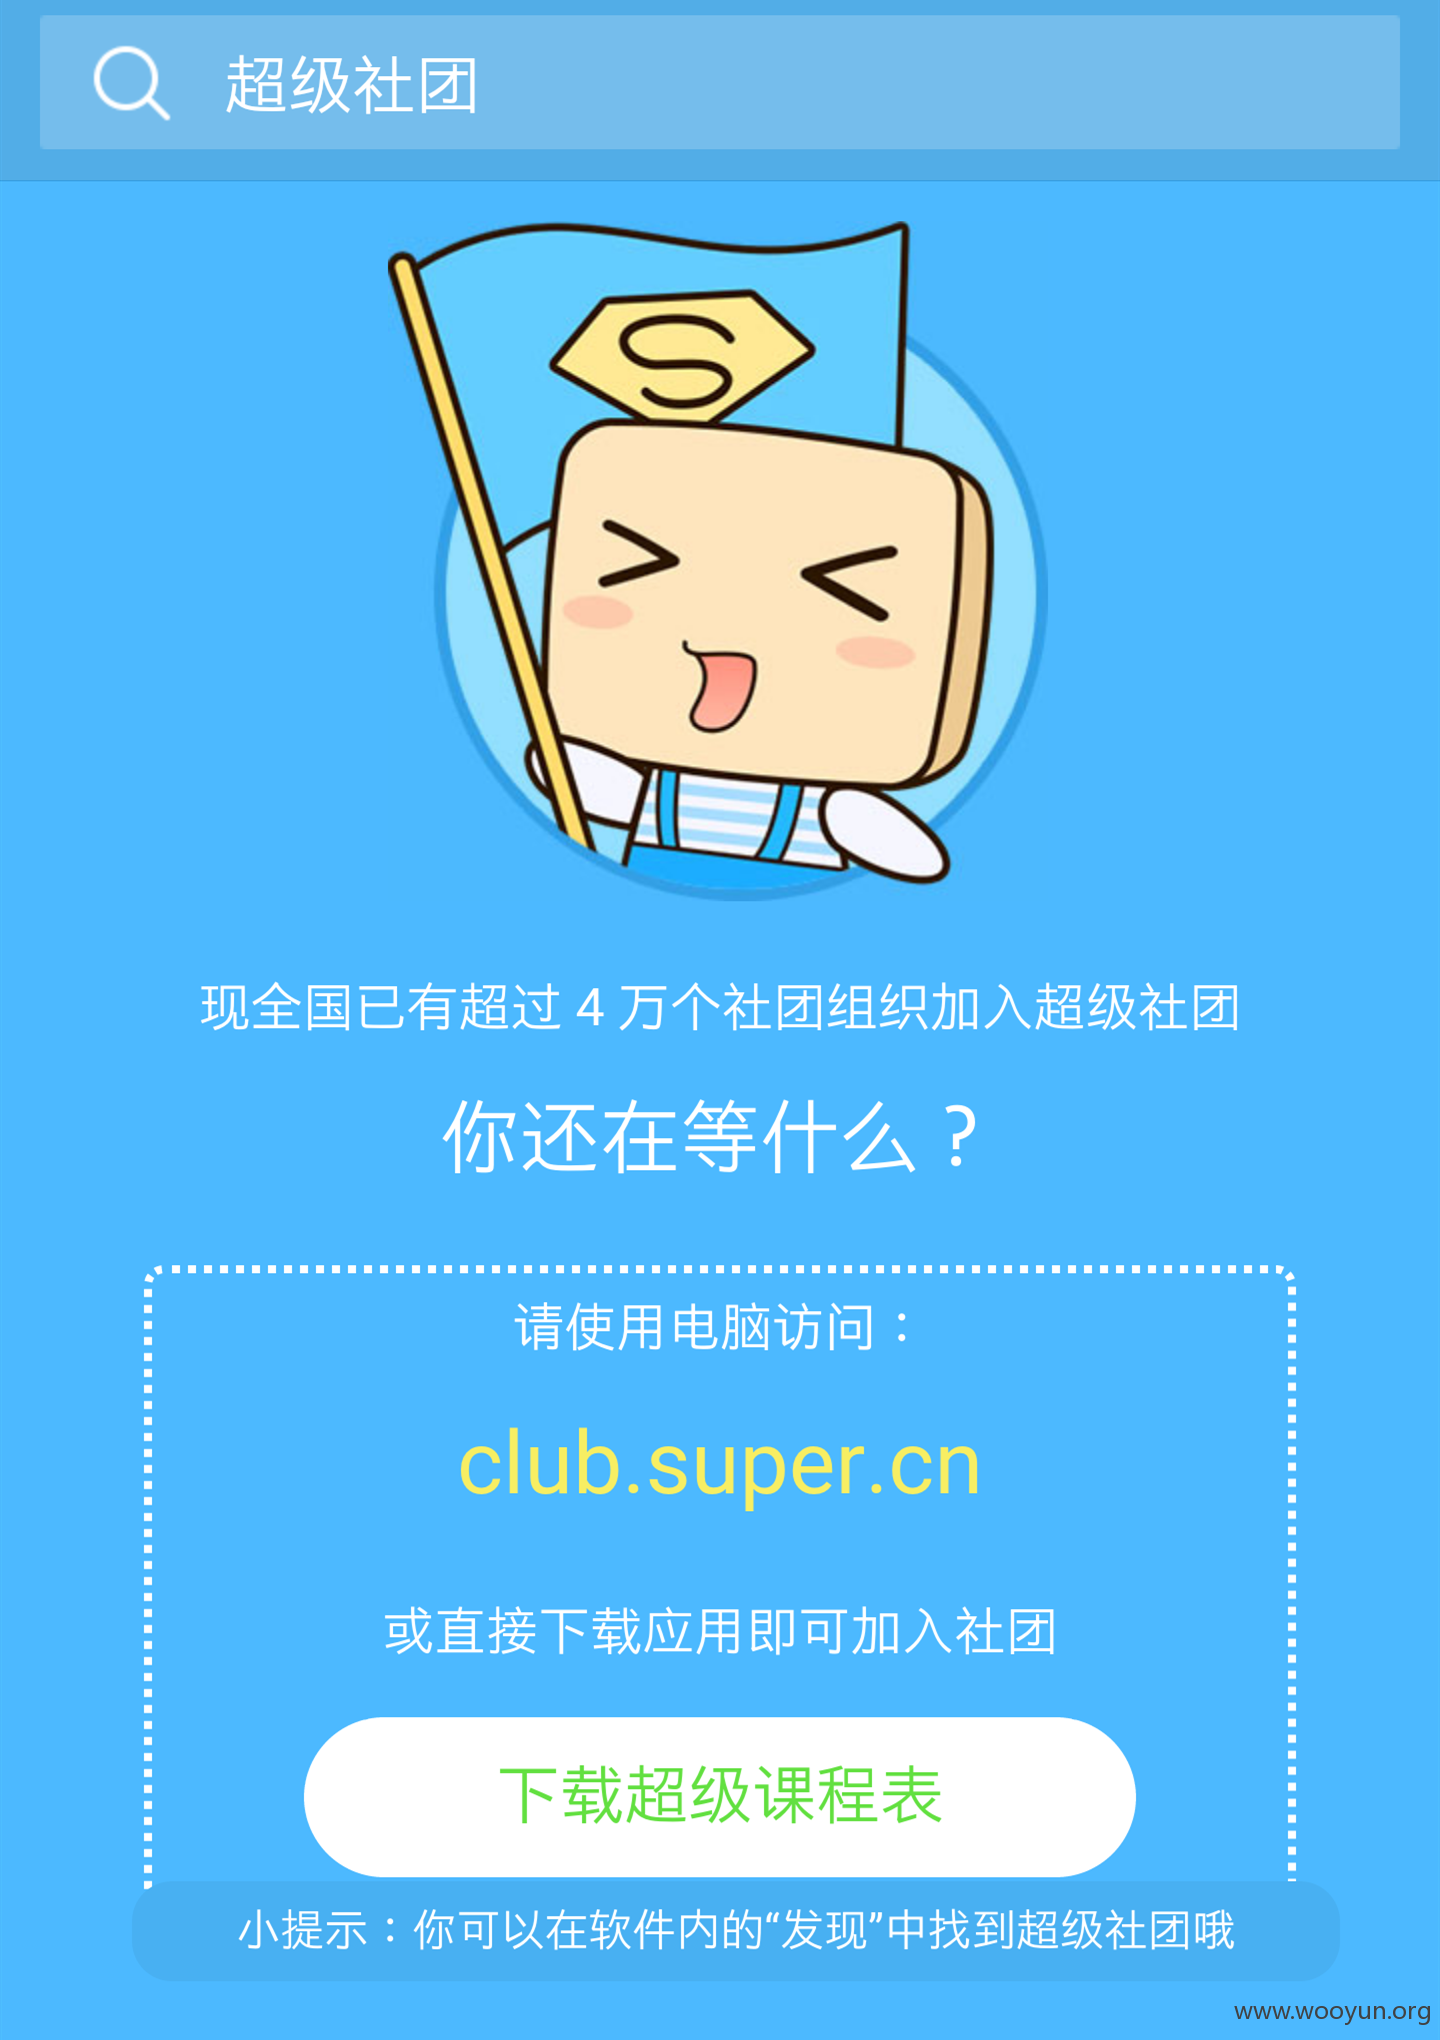 超级社团
S
现全国已有超过 4 万个社团组织加入超级社团
你还在等什么？
请使用电脑访问：
club.super.cn
或直接下载应用即可加入社团
下载超级课程表
小提示：你可以在软件内的“发现”中找到超级社团哦
www.wooyun.org